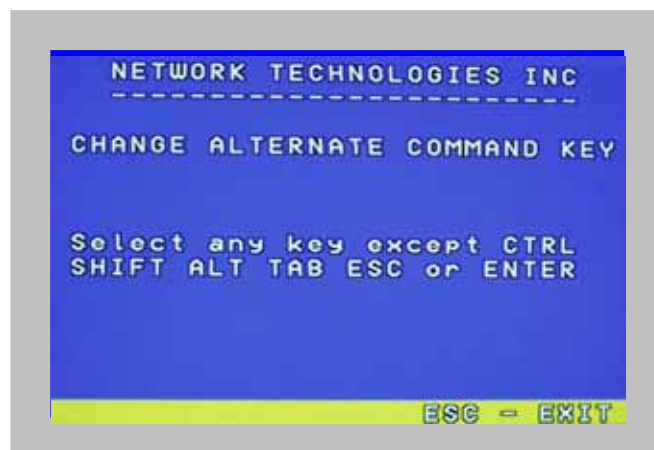 NETWORK TECHNOLOGIES INC
------------------------
CHANGE ALTERNATE COMMAND KEY
Select any key except CTRL
SHIFT ALT TAB ESC or ENTER
ESC - EXIT